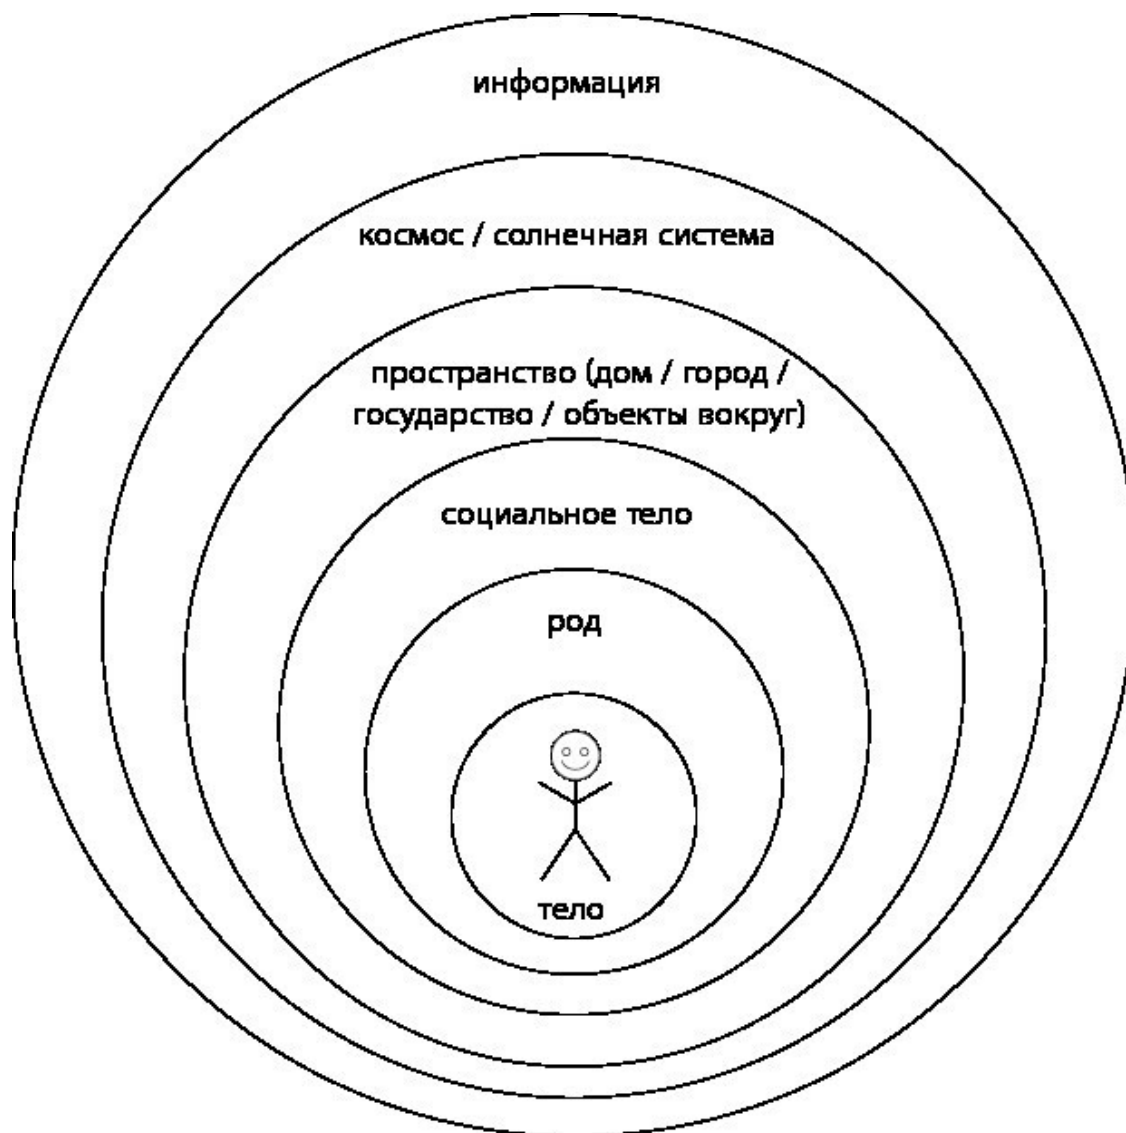 информация
космос / солнечная система
пространство (дом / город /
государство / объекты вокруг)
социальное тело
род
тело